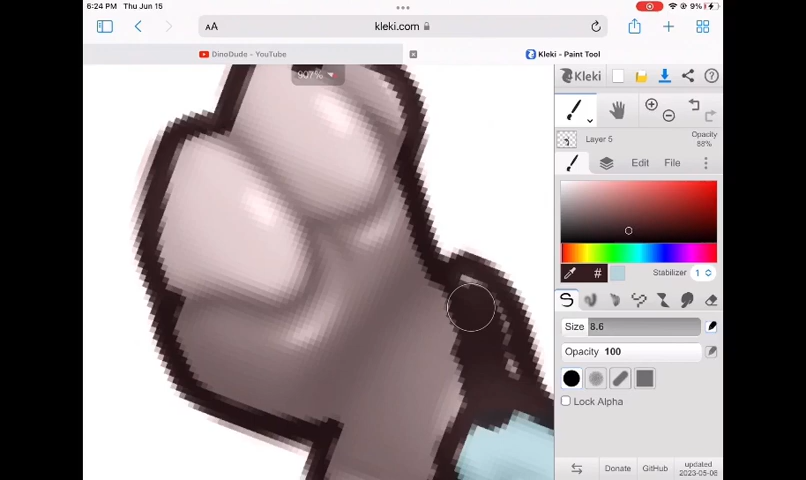 6:24 PM Thu Jun 15
9%
AA
kleki.com
DinoDude - YouTube
Kleki - Paint Tool
907%
Kleki
Layer 5
Opacity
88%
Edit
File
#
Stabilizer 1
Size 8.6
Opacity 100
Lock Alpha
Donate
GitHub
updated
2023-05-06